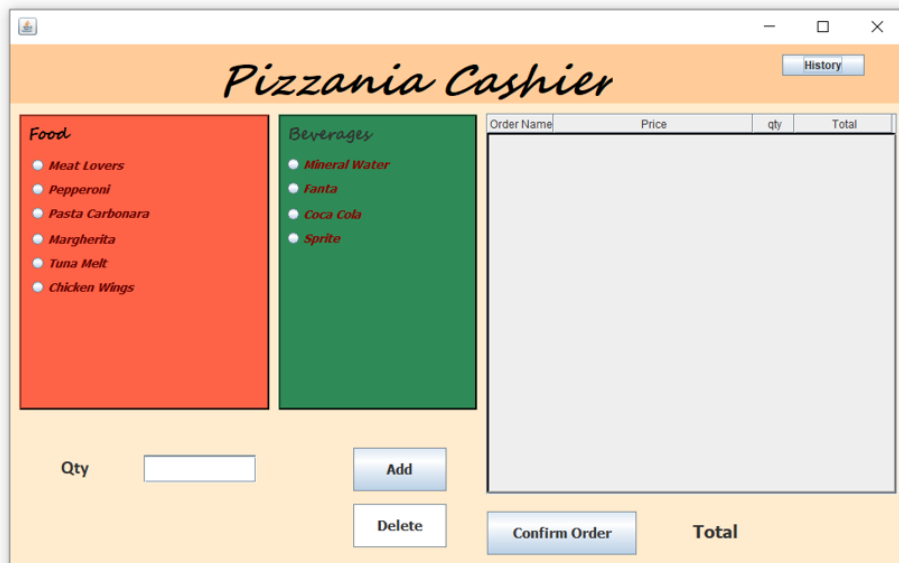 Pizzania Cashier
History
Food
Meat Lovers
Pepperoni
Pasta Carbonara
Margherita
Tuna Melt
Chicken Wings
Beverages
Mineral Water
Fanta
Coca Cola
Sprite
Order Name Price qty Total
Qty
Add
Delete
Confirm Order
Total